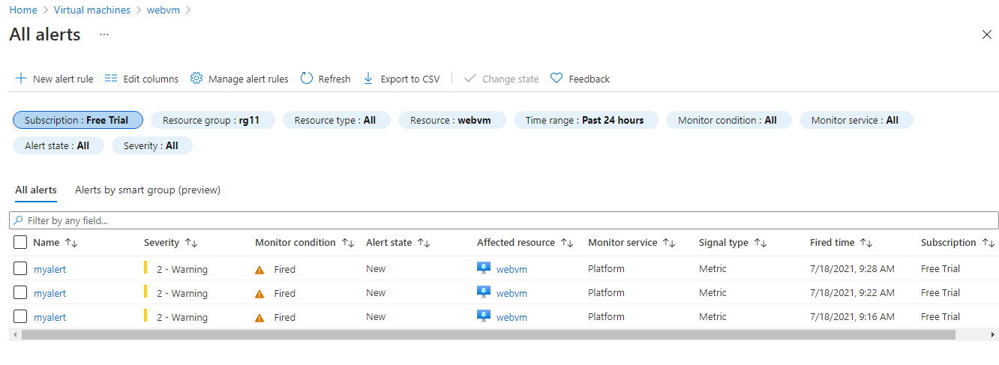 Home > Virtual machines > webvm >
All alerts ...
New alert rule Edit columns Manage alert rules Refresh Export to CSV Change state Feedback
Subscription : Free Trial Resource group : rg11 Resource type : All Resource : webvm Time range : Past 24 hours Monitor condition : All Monitor service : All
Alert state : All Severity : All
All alerts Alerts by smart group (preview)
Filter by any field...
Name Severity Monitor condition Alert state Affected resource Monitor service Signal type Fired time Subscription
myalert 2 - Warning Fired New webvm Platform Metric 7/18/2021, 9:28 AM Free Trial
myalert 2 - Warning Fired New webvm Platform Metric 7/18/2021, 9:22 AM Free Trial
myalert 2 - Warning Fired New webvm Platform Metric 7/18/2021, 9:16 AM Free Trial